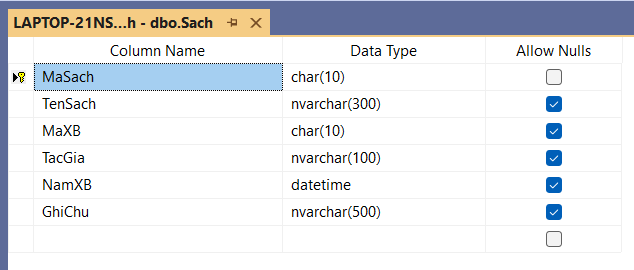 LAPTOP-21NS...h - dbo.Sach
Column Name Data Type Allow Nulls
MaSach char(10)
TenSach nvarchar(300)
MaXB char(10)
TacGia nvarchar(100)
NamXB datetime
GhiChu nvarchar(500)